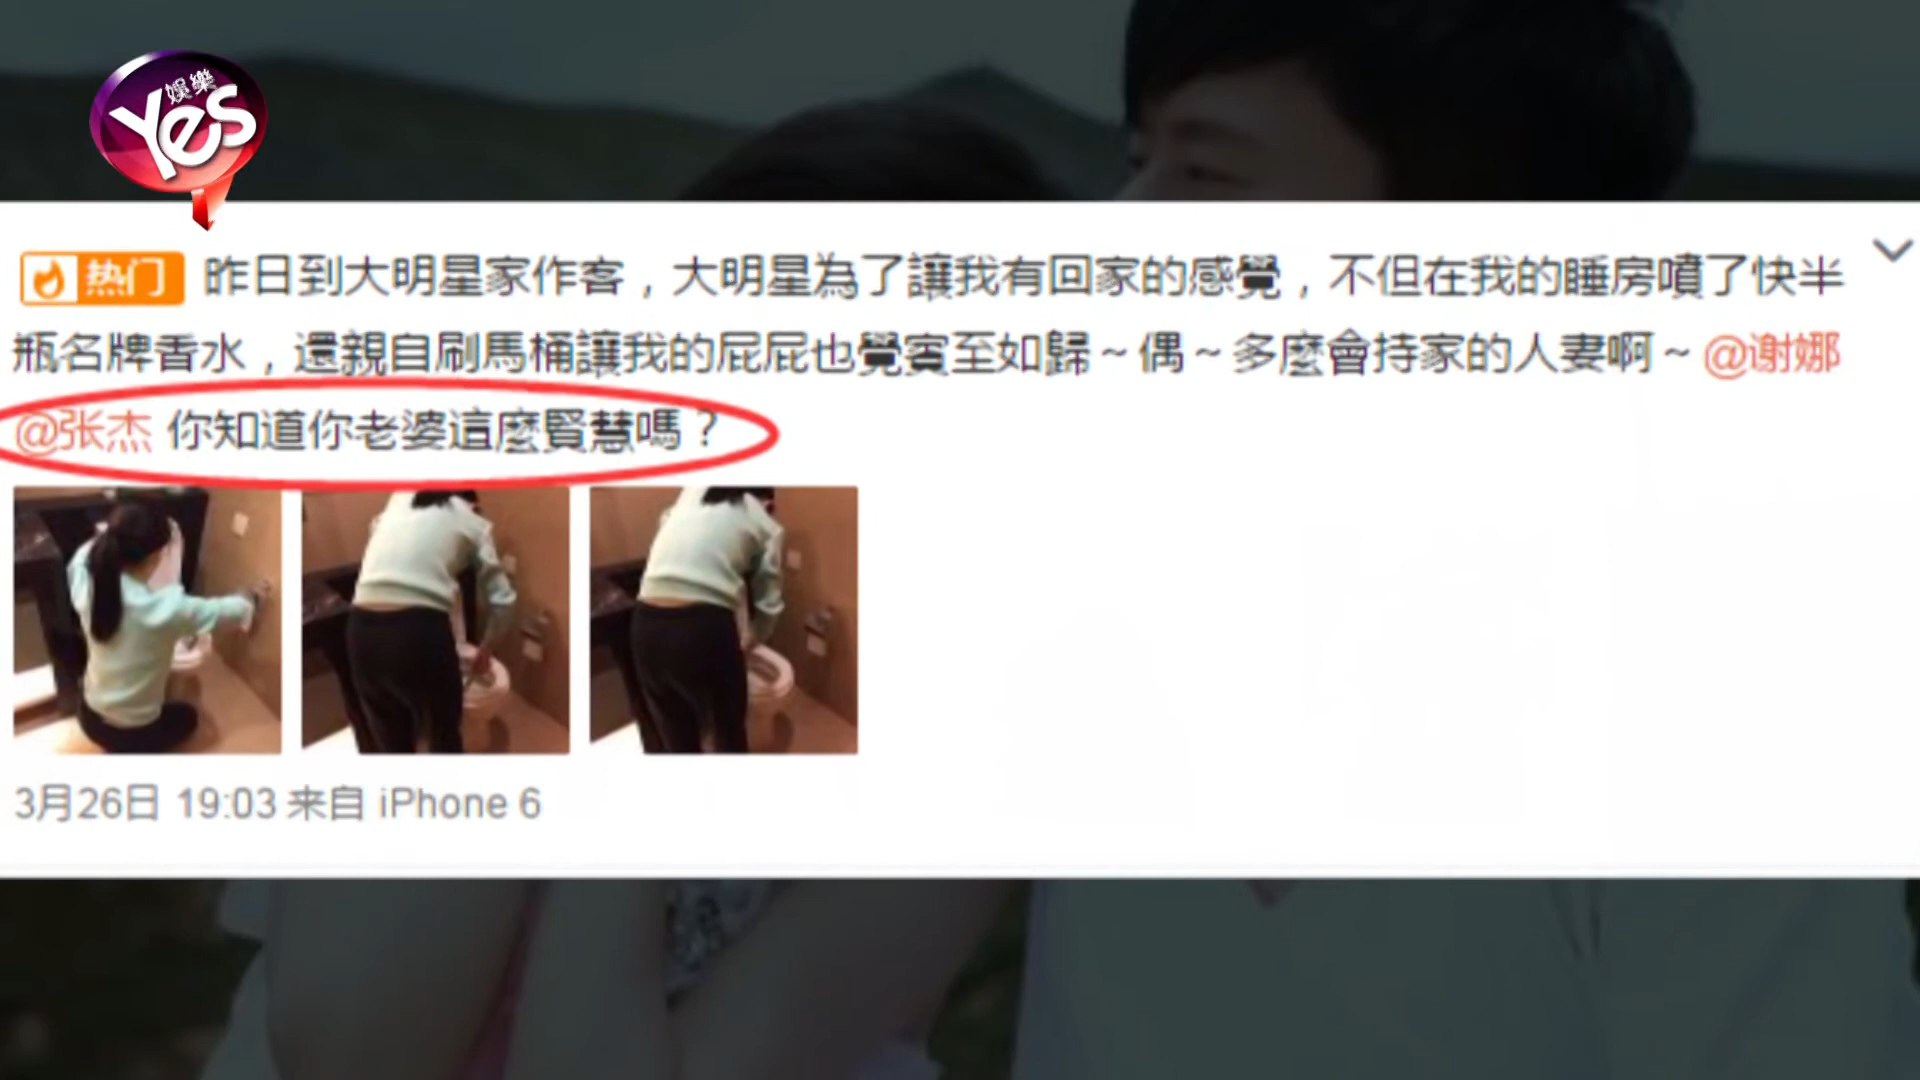 娛樂
Yes
热门 昨日到大明星家作客，大明星為了讓我有回家的感覺，不但在我的睡房噴了快半
瓶名牌香水，還親自刷馬桶讓我的屁屁也覺賓至如歸～偶～多麼會持家的人妻啊～@谢娜
@张杰 你知道你老婆這麼賢慧嗎？
3月26日 19:03 来自 iPhone 6